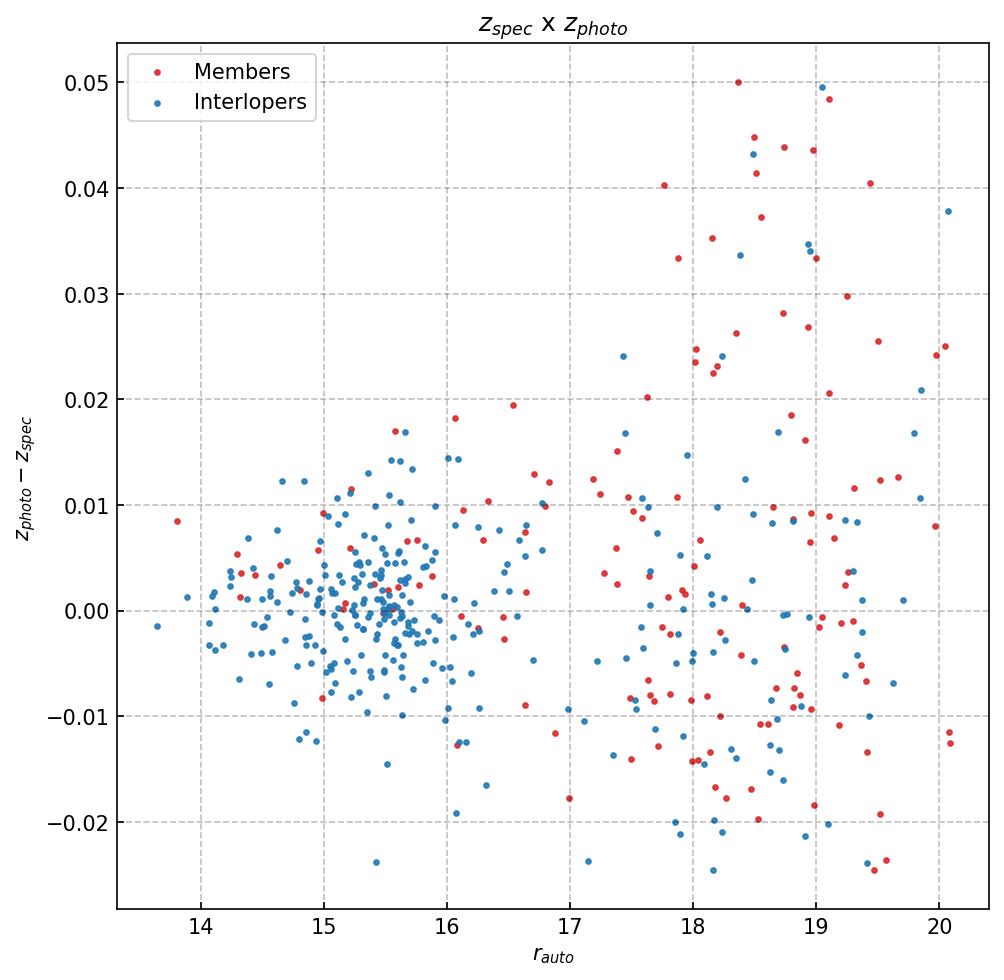 z_spec x z_photo
Members
Interlopers
0.05
0.04
0.03
0.02
0.01
0.00
−0.01
−0.02
z_photo − z_spec
14 15 16 17 18 19 20
r_auto